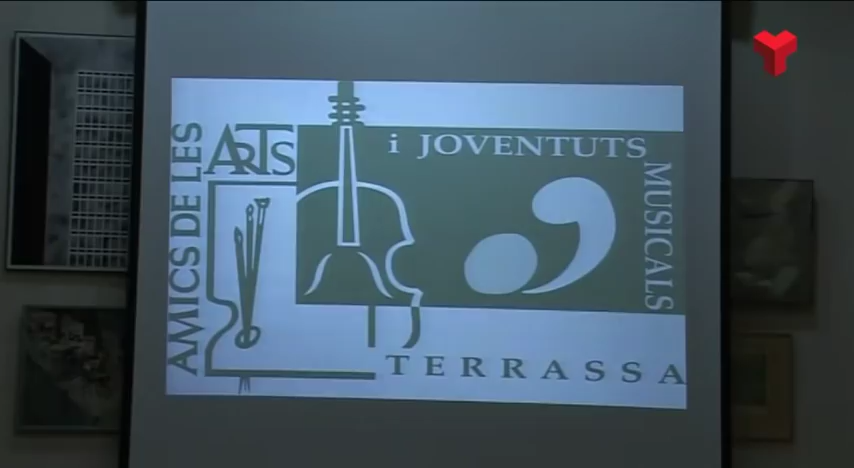 AMICS DE LES
ARTS
i JOVENTUTS
MUSICALS
TERRASSA